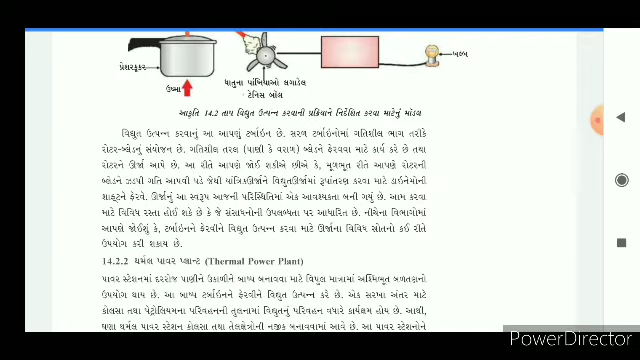 બલ્બ
પ્રેશરકૂકર
ઉષ્મા
ધાતુના પાંખિયાઓ લગાડેલ
ટેનિસ બૉલ
આકૃતિ 14.2 તાપ વિદ્યુત ઉત્પન્ન કરવાની પ્રક્રિયાને નિદેશિત કરવા માટેનું મૉડલ
વિદ્યુત ઉત્પન્ન કરવાનું આ આપણું ટર્બાઇન છે. સરળ ટર્બાઇનોમાં ગતિશીલ ભાગ તરીકે
રોટર-બ્લેડનું સંયોજન છે. ગતિશીલ તરલ (પાણી કે વરાળ) બ્લેડને ફેરવવા માટે કાર્ય કરે છે તથા
રોટરને ઊર્જા આપે છે. આ રીતે આપણે જોઈ શકીએ છીએ કે, મૂળભૂત રીતે આપણે રોટરની
બ્લેડને ઝડપી ગતિ આપવી પડે જેથી યાંત્રિકઊર્જાને વિદ્યુતઊર્જામાં રૂપાંતરણ કરવા માટે ડાઇનેમોની
શાફ્ટને ફેરવે. ઊર્જાનું આ સ્વરૂપ આજની પરિસ્થિતિમાં એક આવશ્યકતા બની ગયું છે. આમ કરવા
માટે વિવિધ રસ્તા હોઈ શકે છે કે જે સંસાધનોની ઉપલબ્ધતા પર આધારિત છે. નીચેના વિભાગોમાં
આપણે જોઈશું કે, ટર્બાઇનને ફેરવીને વિદ્યુત ઉત્પન્ન કરવા માટે ઊર્જાના વિવિધ સ્રોતનો કઈ રીતે
ઉપયોગ કરી શકાય છે.
14.2.2 થર્મલ પાવર પ્લાન્ટ (Thermal Power Plant)
પાવર સ્ટેશનમાં દરરોજ પાણીને ઉકાળીને બાષ્પ બનાવવા માટે વિપુલ માત્રામાં અશ્મિભૂત બળતણનો
ઉપયોગ થાય છે. આ બાષ્પ ટર્બાઇનને ફેરવીને વિદ્યુત ઉત્પન્ન કરે છે. એક સરખા અંતર માટે
કોલસા તથા પેટ્રોલિયમના પરિવહનની તુલનામાં વિદ્યુતનું પરિવહન વધારે કાર્યક્ષમ હોય છે. આથી,
ઘણા થર્મલ પાવર સ્ટેશન કોલસા તથા તેલક્ષેત્રોની નજીક બનાવવામાં આવે છે. આ પાવર સ્ટેશનોને
PowerDirector